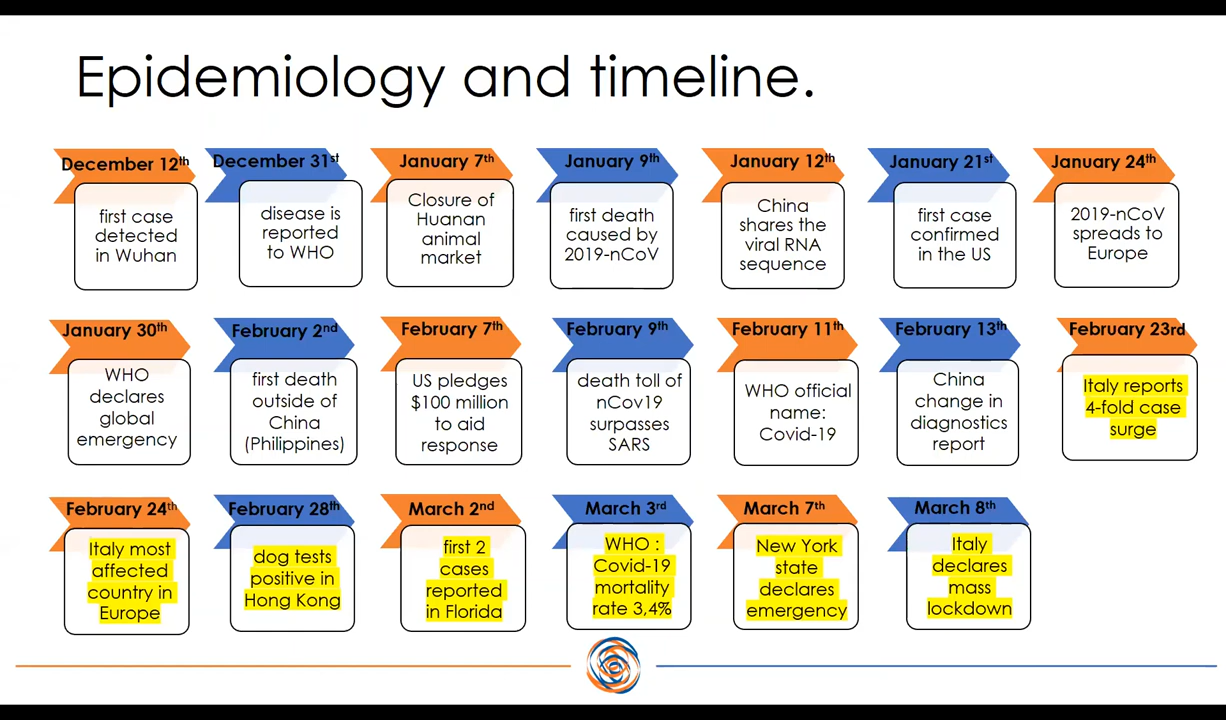 Epidemiology and timeline.
December 12th
first case
detected
in Wuhan
December 31st
disease is
reported
to WHO
January 7th
Closure of
Huanan
animal
market
January 9th
first death
caused by
2019-nCoV
January 12th
China
shares the
viral RNA
sequence
January 21st
first case
confirmed
in the US
January 24th
2019-nCoV
spreads to
Europe
January 30th
WHO
declares
global
emergency
February 2nd
first death
outside of
China
(Philippines)
February 7th
US pledges
$100 million
to aid
response
February 9th
death toll of
nCov19
surpasses
SARS
February 11th
WHO official
name:
Covid-19
February 13th
China
change in
diagnostics
report
February 23rd
Italy reports
4-fold case
surge
February 24th
Italy most
affected
country in
Europe
February 28th
dog tests
positive in
Hong Kong
March 2nd
first 2
cases
reported
in Florida
March 3rd
WHO :
Covid-19
mortality
rate 3,4%
March 7th
New York
state
declares
emergency
March 8th
Italy
declares
mass
lockdown